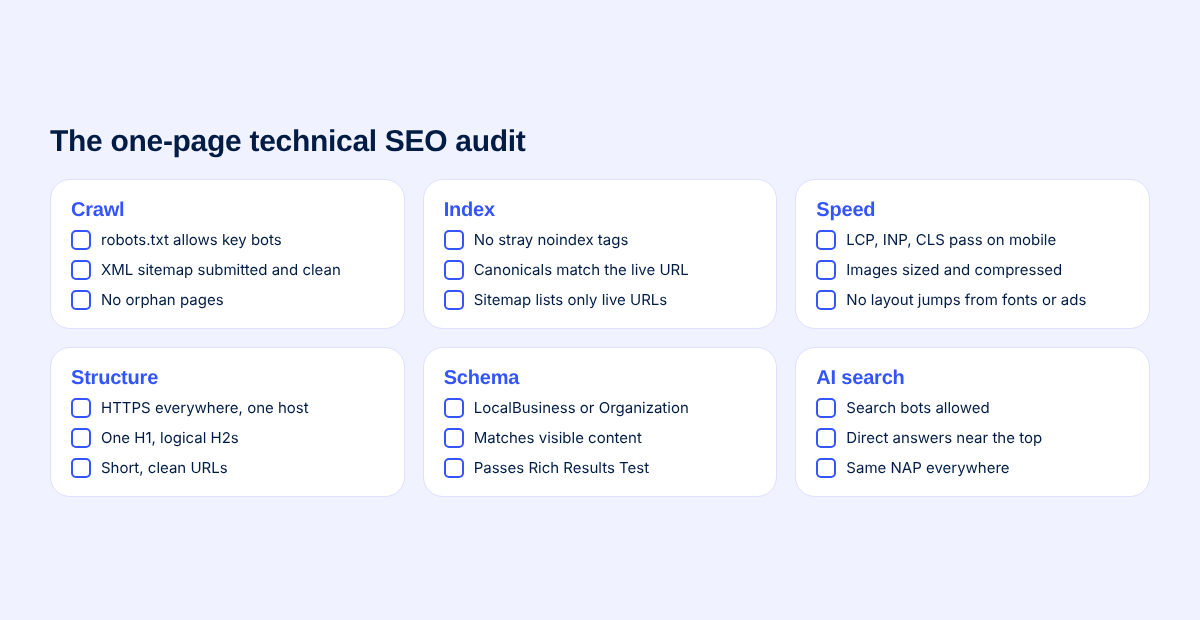 The one-page technical SEO audit
Crawl
robots.txt allows key bots
XML sitemap submitted and clean
No orphan pages
Index
No stray noindex tags
Canonicals match the live URL
Sitemap lists only live URLs
Speed
LCP, INP, CLS pass on mobile
Images sized and compressed
No layout jumps from fonts or ads
Structure
HTTPS everywhere, one host
One H1, logical H2s
Short, clean URLs
Schema
LocalBusiness or Organization
Matches visible content
Passes Rich Results Test
AI search
Search bots allowed
Direct answers near the top
Same NAP everywhere